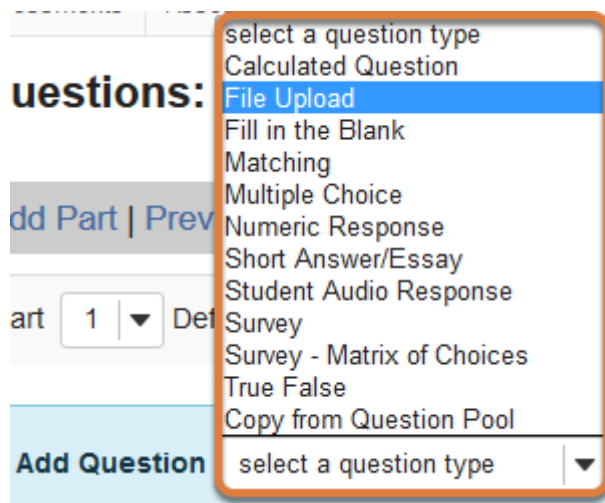 select a question type
Calculated Question
uestions:
File Upload
Fill in the Blank
Matching
Multiple Choice
dd Part | Prev
Numeric Response
Short Answer/Essay
Student Audio Response
art 1 Def
Survey
Survey - Matrix of Choices
True False
Copy from Question Pool
Add Question select a question type